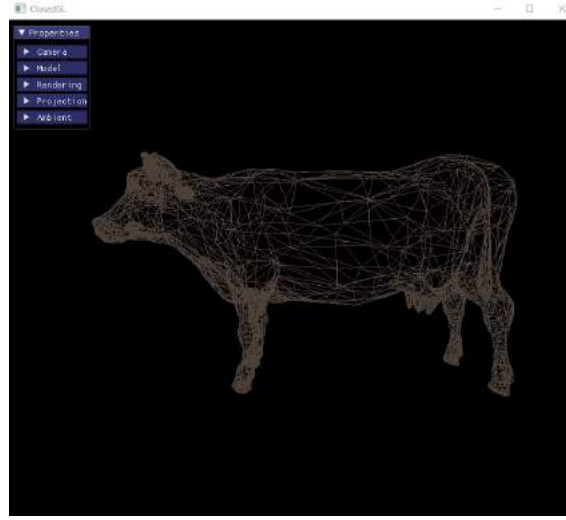 ClosedGL
Properties
Camera
Model
Rendering
Projection
Ambient